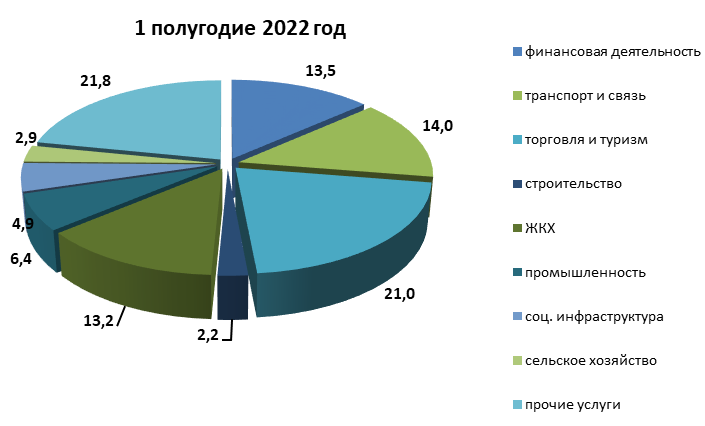 1 полугодие 2022 год
13,5
14,0
21,0
2,2
13,2
6,4
4,9
2,9
21,8
финансовая деятельность
транспорт и связь
торговля и туризм
строительство
ЖКХ
промышленность
соц. инфраструктура
сельское хозяйство
прочие услуги